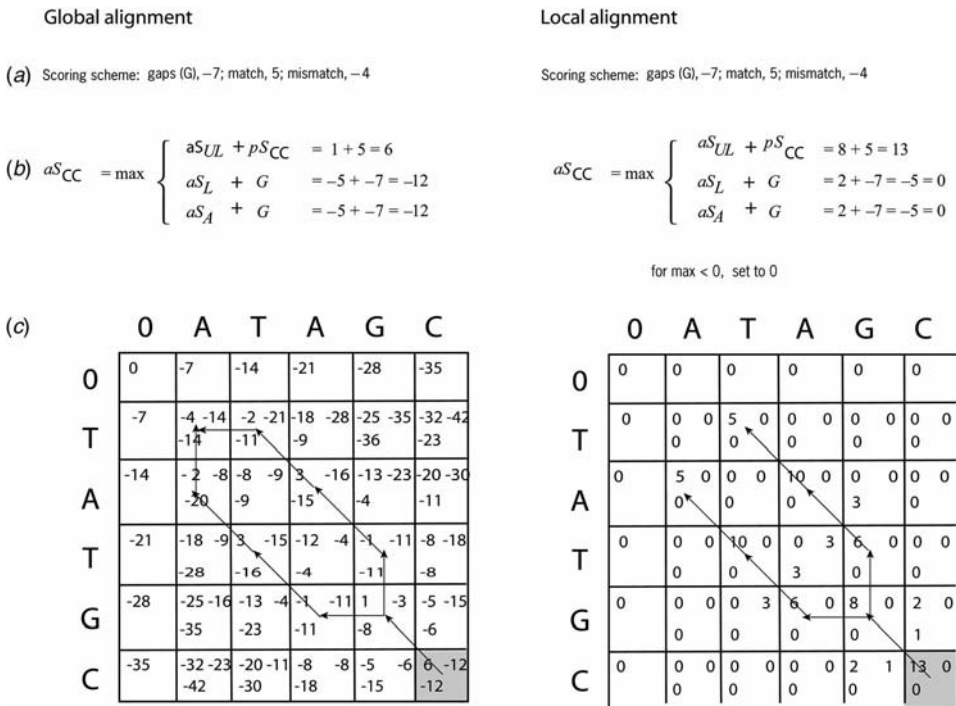 Global alignment
(a) Scoring scheme: gaps (G), −7; match, 5; mismatch, −4
(b) aS_CC = max
aS_UL + pS_CC = 1 + 5 = 6
aS_L + G = −5 + −7 = −12
aS_A + G = −5 + −7 = −12
Local alignment
Scoring scheme: gaps (G), −7; match, 5; mismatch, −4
aS_CC = max
aS_UL + pS_CC = 8 + 5 = 13
aS_L + G = 2 + −7 = −5 = 0
aS_A + G = 2 + −7 = −5 = 0
for max < 0, set to 0
(c) 0 A T A G C
0 0 -7 -14 -21 -28 -35
T -7 -4 -14 -2 -21 -18 -28 -25 -35 -32 -42
-14 -11 -9 -36 -23
A -14 -2 -8 -8 -9 3 -16 -13 -23 -20 -30
-20 -9 -15 -4 -11
T -21 -18 -9 3 -15 -12 -4 -1 -11 -8 -18
-28 -16 -4 -11 -8
G -28 -25 -16 -13 -4 -1 -11 1 -3 -5 -15
-35 -23 -11 -8 -6
C -35 -32 -23 -20 -11 -8 -8 -5 -6 6 -12
-42 -30 -18 -15 -12
0 A T A G C
0 0 0 0 0 0 0
T 0 0 0 5 0 0 0 0 0 0 0
0 0 0 0 0
A 0 5 0 0 0 10 0 0 0 0 0
0 0 0 3 0
T 0 0 0 10 0 0 3 6 0 0 0
0 0 3 0 0
G 0 0 0 0 3 6 0 8 0 2 0
0 0 0 0 1
C 0 0 0 0 0 0 0 2 1 13 0
0 0 0 0 0